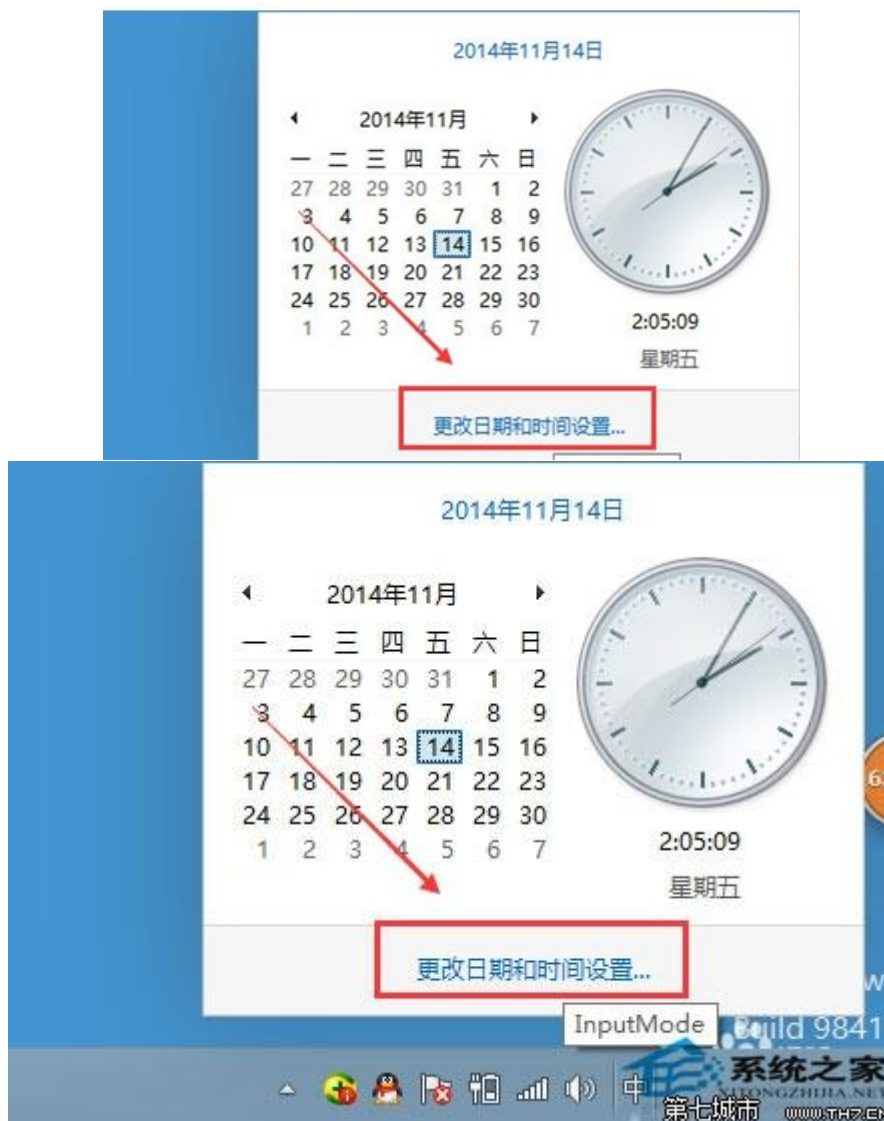 2014年11月14日
2014年11月
一 二 三 四 五 六 日
27 28 29 30 31 1 2
3 4 5 6 7 8 9
10 11 12 13 14 15 16
17 18 19 20 21 22 23
24 25 26 27 28 29 30
1 2 3 4 5 6 7
2:05:09
星期五
更改日期和时间设置...
2014年11月14日
2014年11月
一 二 三 四 五 六 日
27 28 29 30 31 1 2
3 4 5 6 7 8 9
10 11 12 13 14 15 16
17 18 19 20 21 22 23
24 25 26 27 28 29 30
1 2 3 4 5 6 7
2:05:09
星期五
更改日期和时间设置...
InputMode
Build 9841
中
系统之家
XITONGZHIJIA.NET
第七城市 WWW.TH7.CN